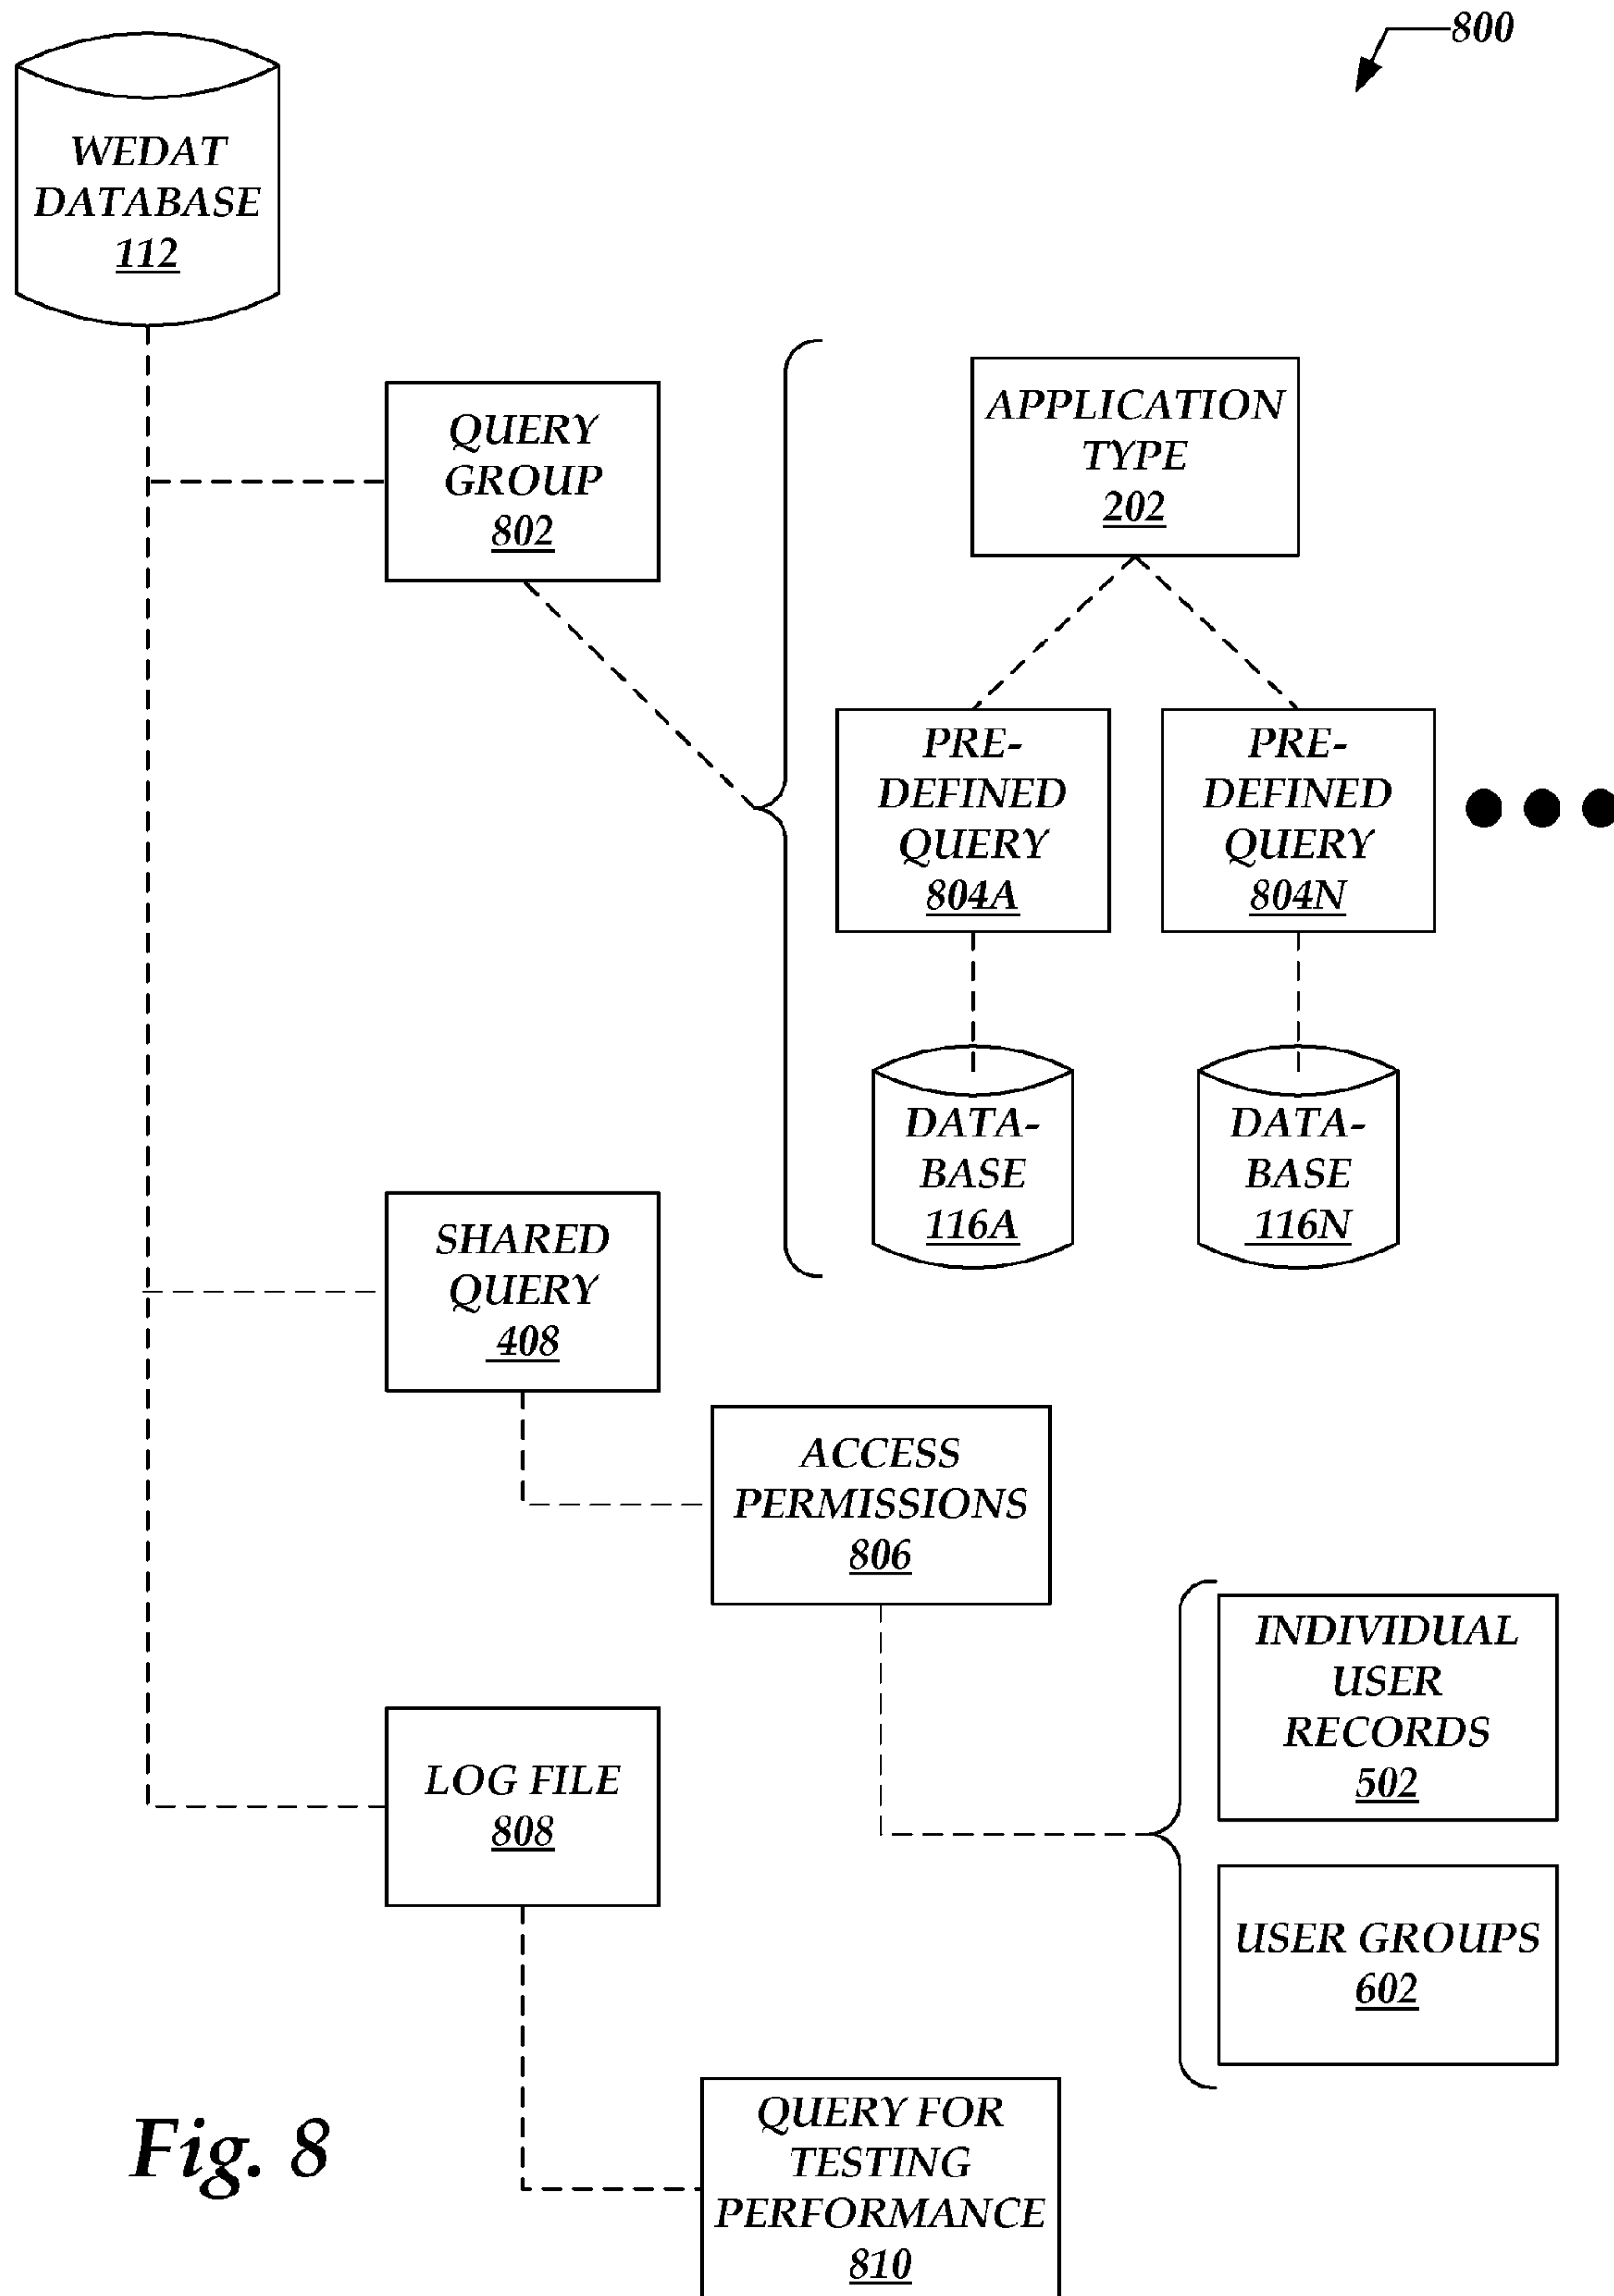 800
WEDAT
DATABASE
112
QUERY
GROUP
802
APPLICATION
TYPE
202
PRE-
DEFINED
QUERY
804A
PRE-
DEFINED
QUERY
804N
DATA-
BASE
116A
DATA-
BASE
116N
SHARED
QUERY
408
ACCESS
PERMISSIONS
806
INDIVIDUAL
USER
RECORDS
502
LOG FILE
808
USER GROUPS
602
QUERY FOR
TESTING
PERFORMANCE
810
Fig. 8